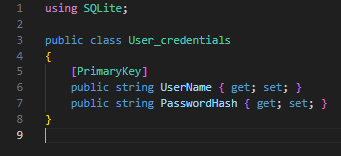 1 using SQLite;
2
3 public class User_credentials
4 {
5     [PrimaryKey]
6     public string UserName { get; set; }
7     public string PasswordHash { get; set; }
8 }
9